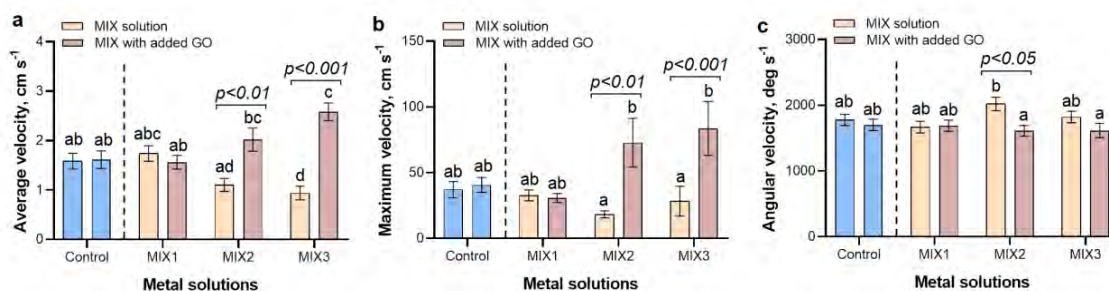 a
MIX solution
MIX with added GO
Average velocity, cm s⁻¹
4
3
2
1
0
ab ab abc ab ad bc d c
p<0.01
p<0.001
Control MIX1 MIX2 MIX3
Metal solutions
b
MIX solution
MIX with added GO
Maximum velocity, cm s⁻¹
150
100
50
0
ab ab ab ab a b a b
p<0.01
p<0.001
Control MIX1 MIX2 MIX3
Metal solutions
c
MIX solution
MIX with added GO
Angular velocity, deg s⁻¹
3000
2000
1000
0
ab ab ab ab b a ab a
p<0.05
Control MIX1 MIX2 MIX3
Metal solutions